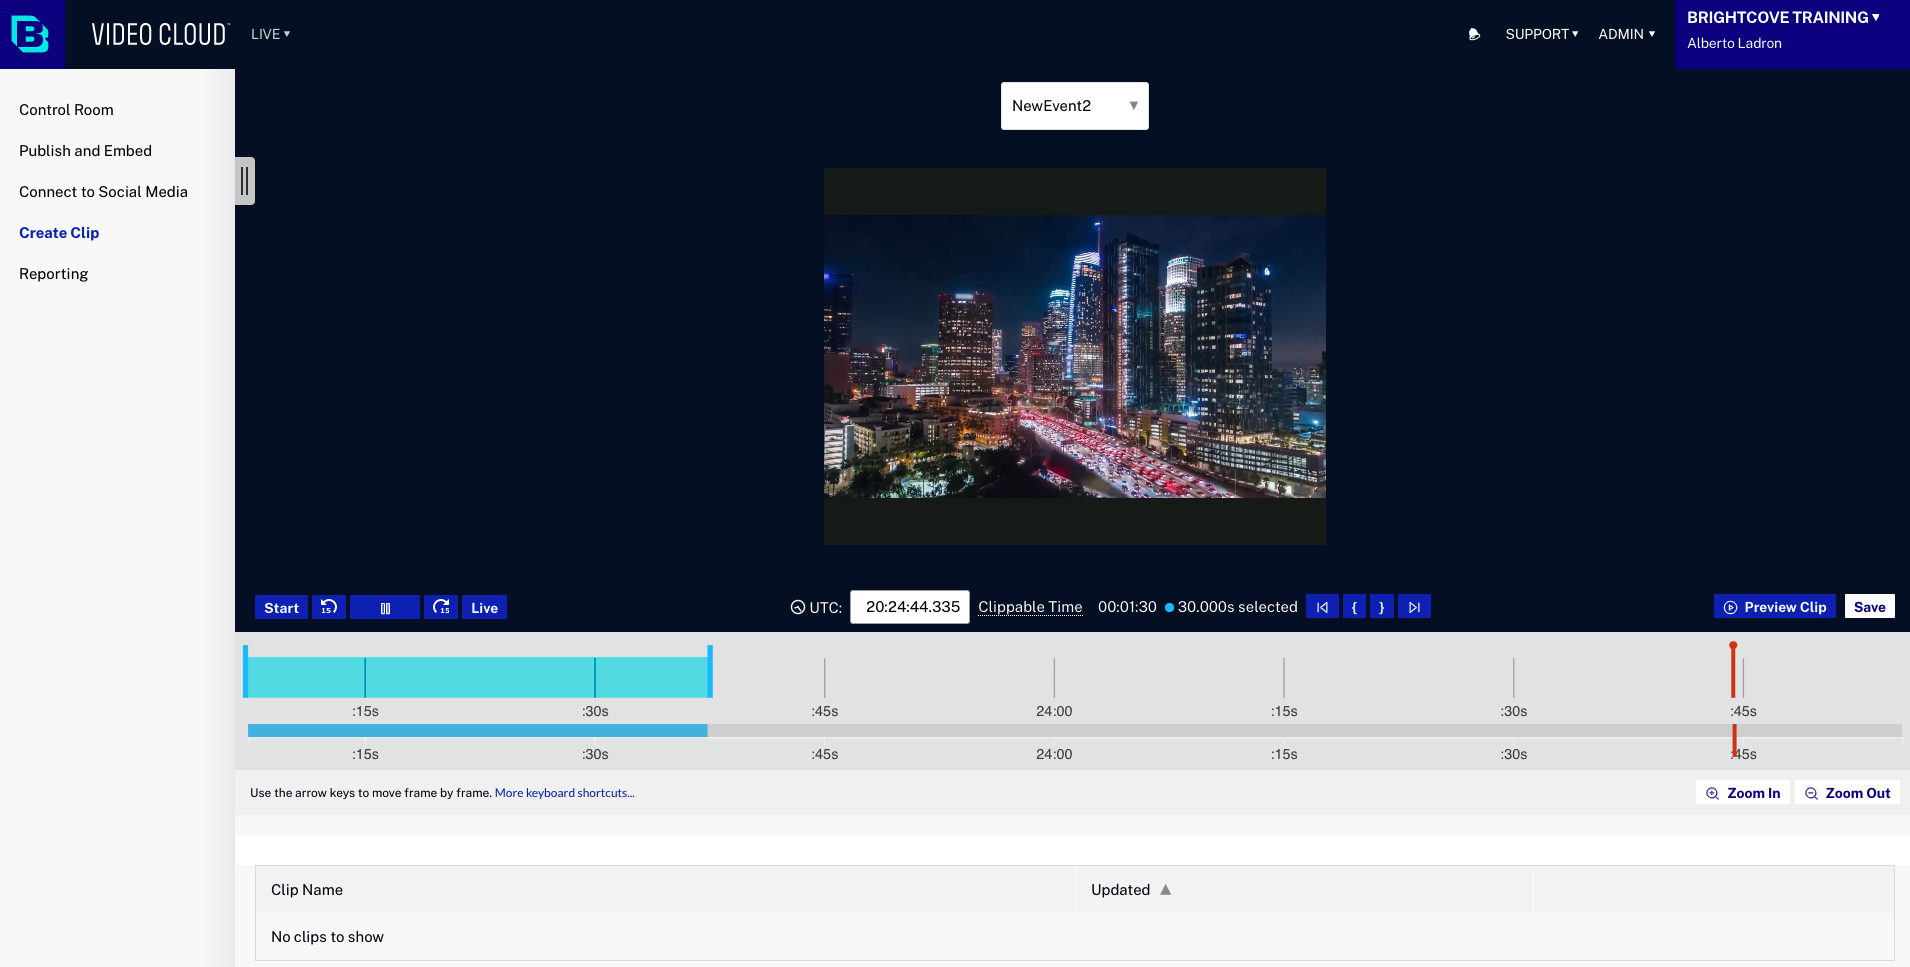 VIDEO CLOUD™
LIVE ▾
SUPPORT ▾
ADMIN ▾
BRIGHTCOVE TRAINING ▾
Alberto Ladron
Control Room
Publish and Embed
Connect to Social Media
Create Clip
Reporting
NewEvent2
Start
15
15
Live
UTC:
20:24:44.335
Clippable Time
00:01:30
30.000s selected
{
}
Preview Clip
Save
:15s :30s :45s 24:00 :15s :30s :45s
:15s :30s :45s 24:00 :15s :30s :45s
Use the arrow keys to move frame by frame. More keyboard shortcuts...
Zoom In
Zoom Out
Clip Name
Updated ▲
No clips to show